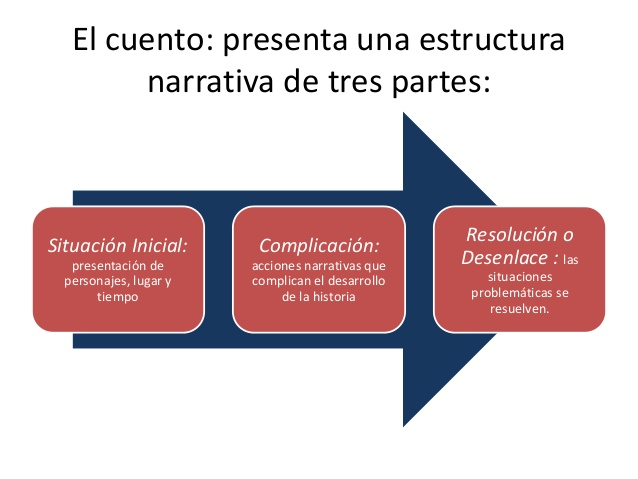 El cuento: presenta una estructura
narrativa de tres partes:
Situación Inicial:
presentación de
personajes, lugar y
tiempo
Complicación:
acciones narrativas que
complican el desarrollo
de la historia
Resolución o
Desenlace : las
situaciones
problemáticas se
resuelven.